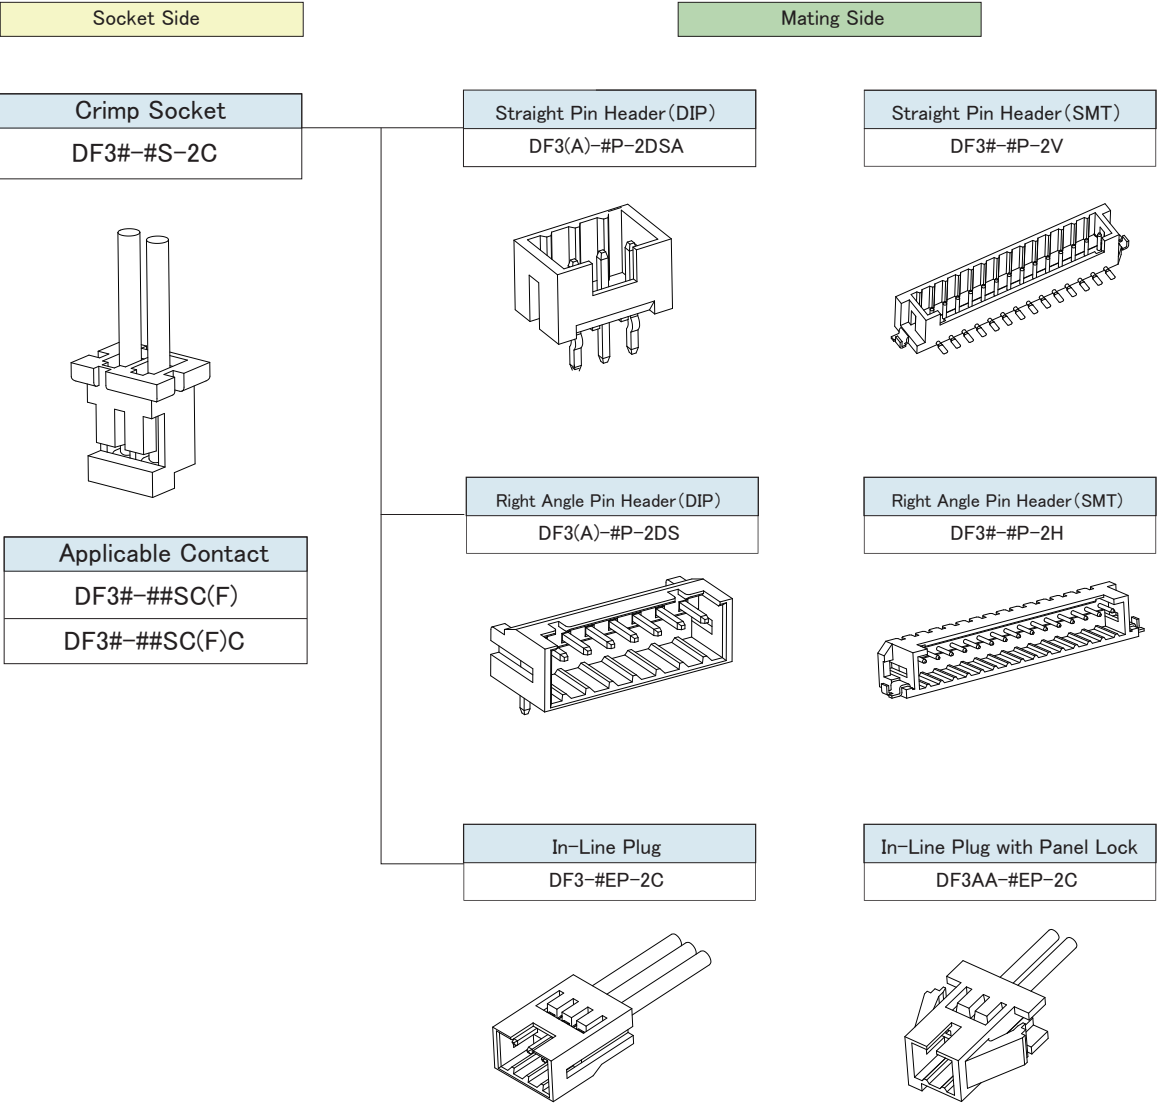 Socket Side
Mating Side
Crimp Socket
DF3#-#S-2C
Straight Pin Header(DIP)
DF3(A)-#P-2DSA
Straight Pin Header(SMT)
DF3#-#P-2V
Right Angle Pin Header(DIP)
DF3(A)-#P-2DS
Right Angle Pin Header(SMT)
DF3#-#P-2H
Applicable Contact
DF3#-##SC(F)
DF3#-##SC(F)C
In-Line Plug
DF3-#EP-2C
In-Line Plug with Panel Lock
DF3AA-#EP-2C